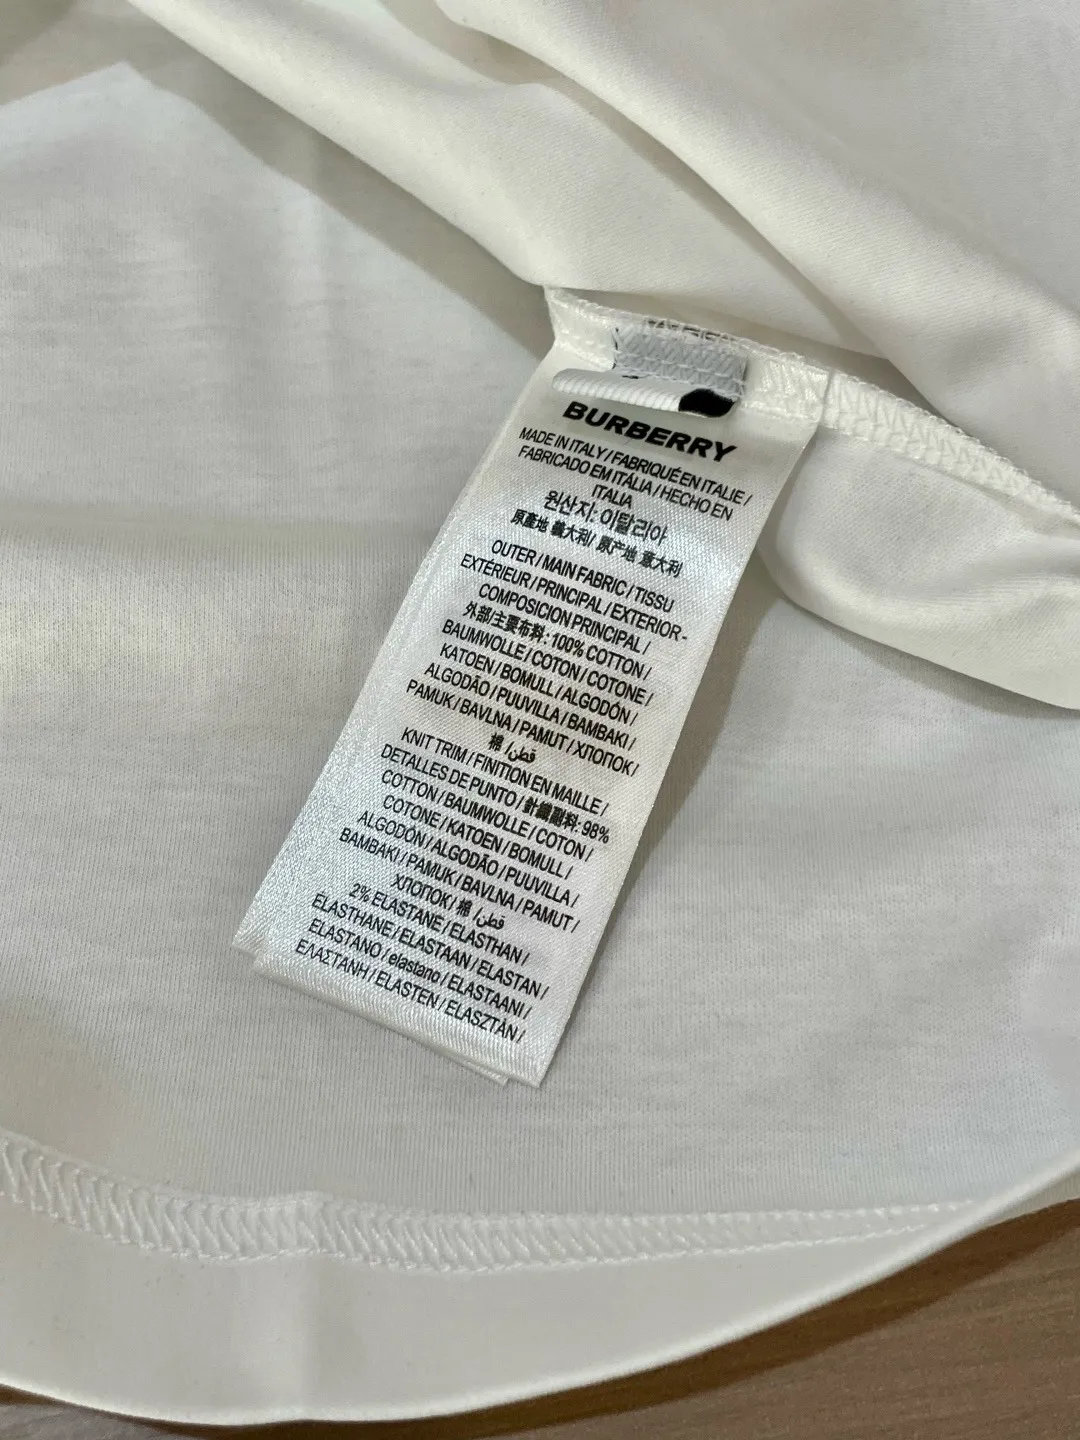 BURBERRY
MADE IN ITALY / FABRIQUÉ EN ITALIE /
FABRICADO EM ITÁLIA / HECHO EN
ITALIA
원산지: 이탈리아
原產地 義大利/ 原产地 意大利
OUTER / MAIN FABRIC / TISSU
EXTÉRIEUR / PRINCIPAL / EXTERIOR-
COMPOSICION PRINCIPAL /
外部/主要布料: 100% COTTON /
BAUMWOLLE / COTON / COTONE /
KATOEN / BOMULL / ALGODÓN /
ALGODÃO / PUUVILLA / BAMBAKI /
PAMUK / BAVLNA / PAMUT / ХЛОПОК /
棉 / قطن/
KNIT TRIM / FINITION EN MAILLE /
DETALLES DE PUNTO / 針織副料: 98%
COTTON / BAUMWOLLE / COTON /
COTONE / KATOEN / BOMULL /
ALGODÓN / ALGODÃO / PUUVILLA /
BAMBAKI / PAMUK / BAVLNA / PAMUT /
ХЛОПОК / 棉 / قطن/
2% ELASTANE / ELASTHAN /
ÉLASTHANE / ELASTAAN / ELASTAN /
ELASTANO / elastano / ELASTAANI /
ΕΛΑΣΤΑΝΗ / ELASTEN / ELASZTÁN /